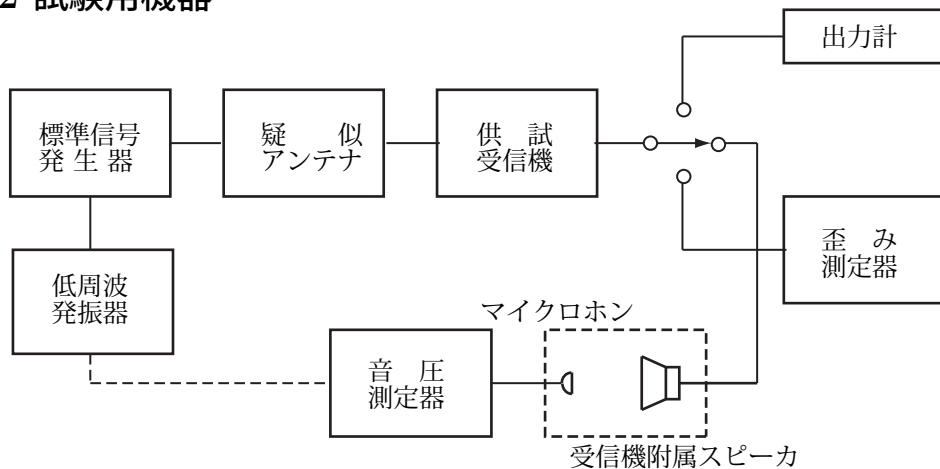 2 試験用機器
出力計
標準信号
発生器
疑似
アンテナ
供試
受信機
歪み
測定器
低周波
発振器
マイクロホン
音圧
測定器
受信機附属スピーカ